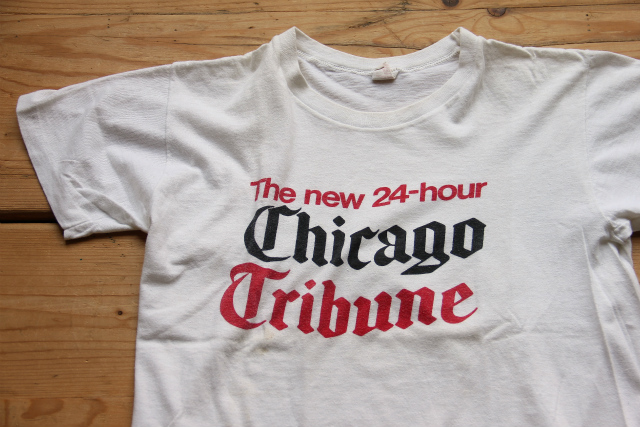 The new 24-hour
Chicago
Tribune